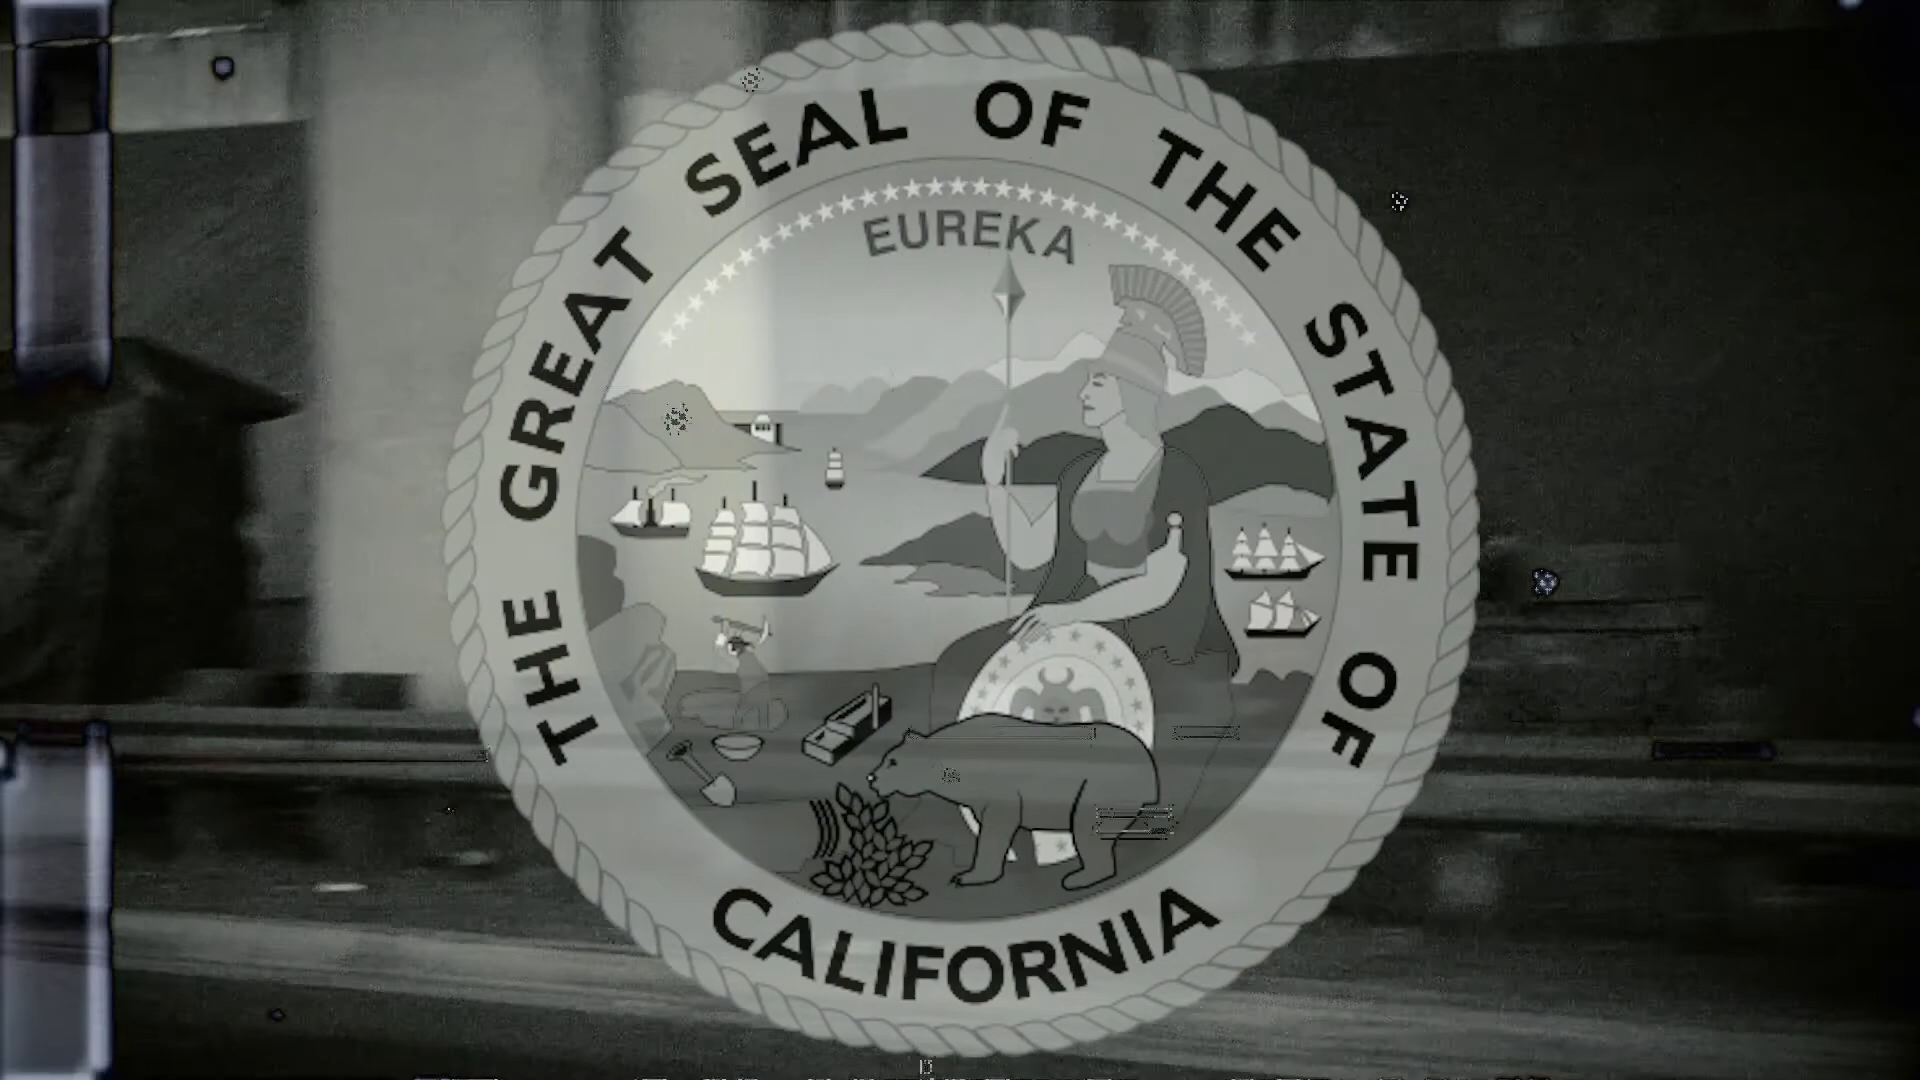 THE GREAT SEAL OF THE STATE OF
CALIFORNIA
EUREKA